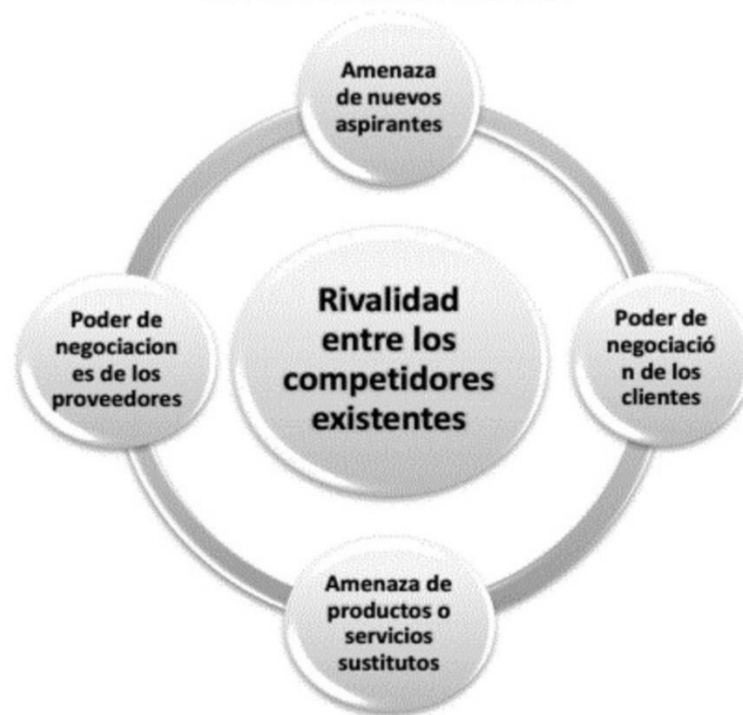 Amenaza
de nuevos
aspirantes
Poder de
negociacion
es de los
proveedores
Rivalidad
entre los
competidores
existentes
Poder de
negociació
n de los
clientes
Amenaza de
productos o
servicios
sustitutos